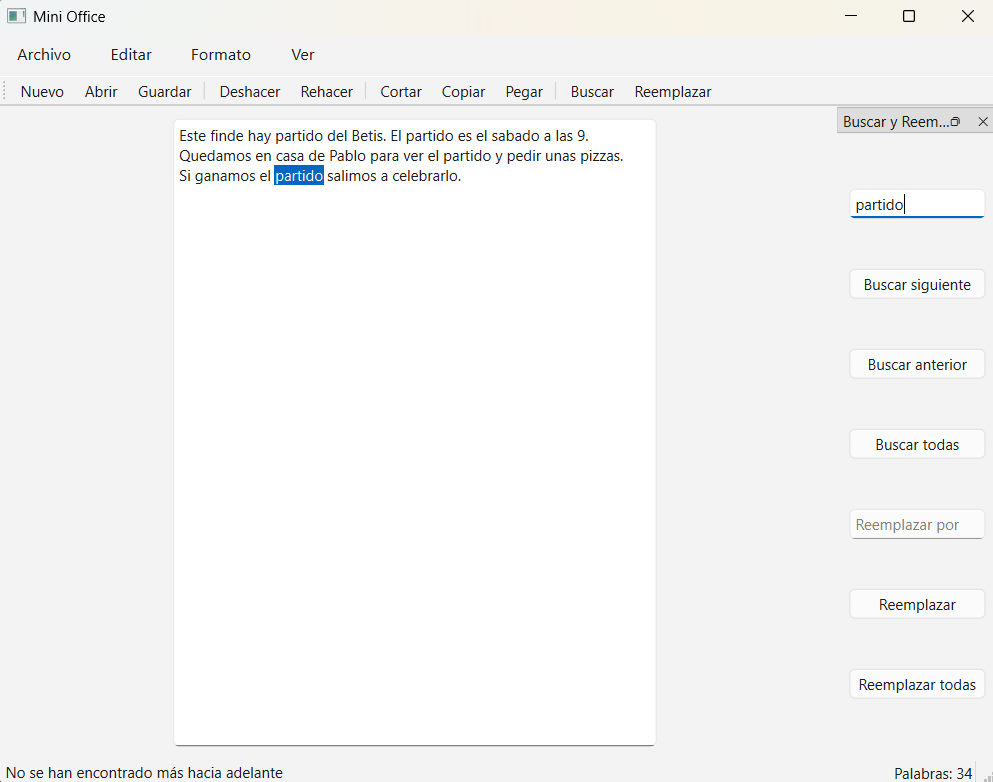 Mini Office
Archivo Editar Formato Ver
Nuevo Abrir Guardar Deshacer Rehacer Cortar Copiar Pegar Buscar Reemplazar
Este finde hay partido del Betis. El partido es el sabado a las 9.
Quedamos en casa de Pablo para ver el partido y pedir unas pizzas.
Si ganamos el partido salimos a celebrarlo.
Buscar y Reem...
partido
Buscar siguiente
Buscar anterior
Buscar todas
Reemplazar por
Reemplazar
Reemplazar todas
No se han encontrado más hacia adelante
Palabras: 34